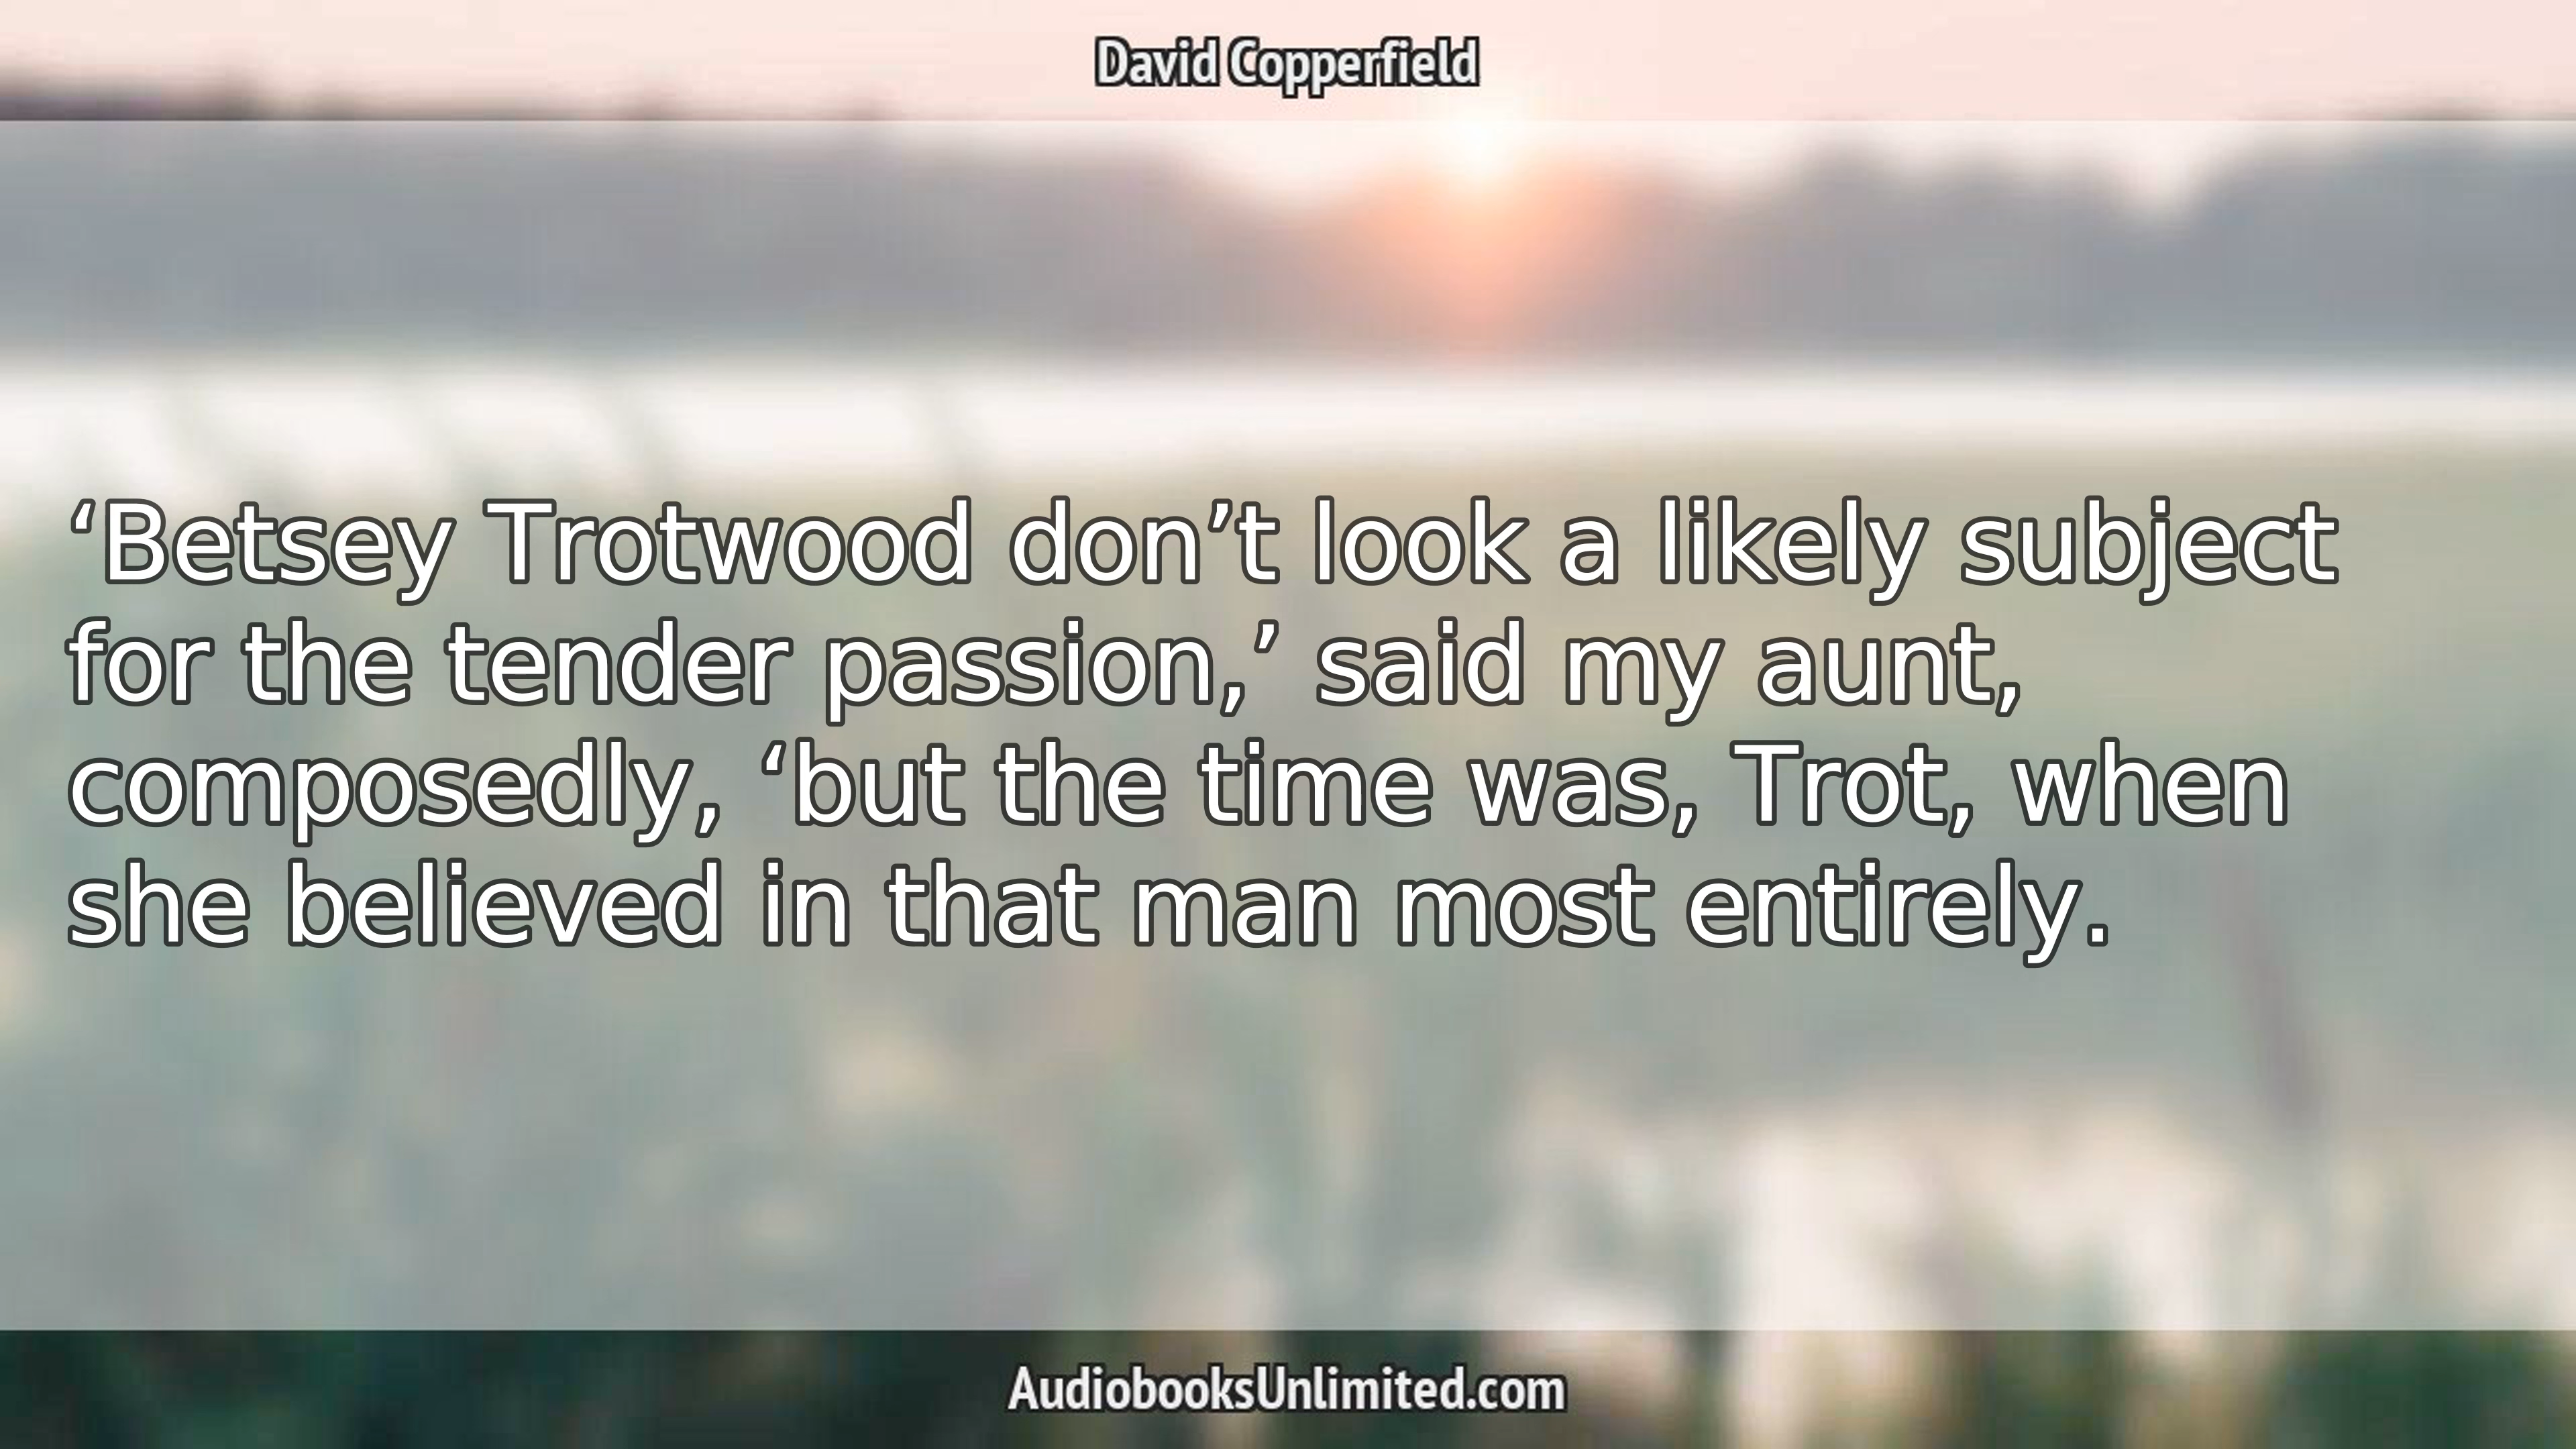 David Copperfield
‘Betsey Trotwood don’t look a likely subject
for the tender passion,’ said my aunt,
composedly, ‘but the time was, Trot, when
she believed in that man most entirely.
AudiobooksUnlimited.com